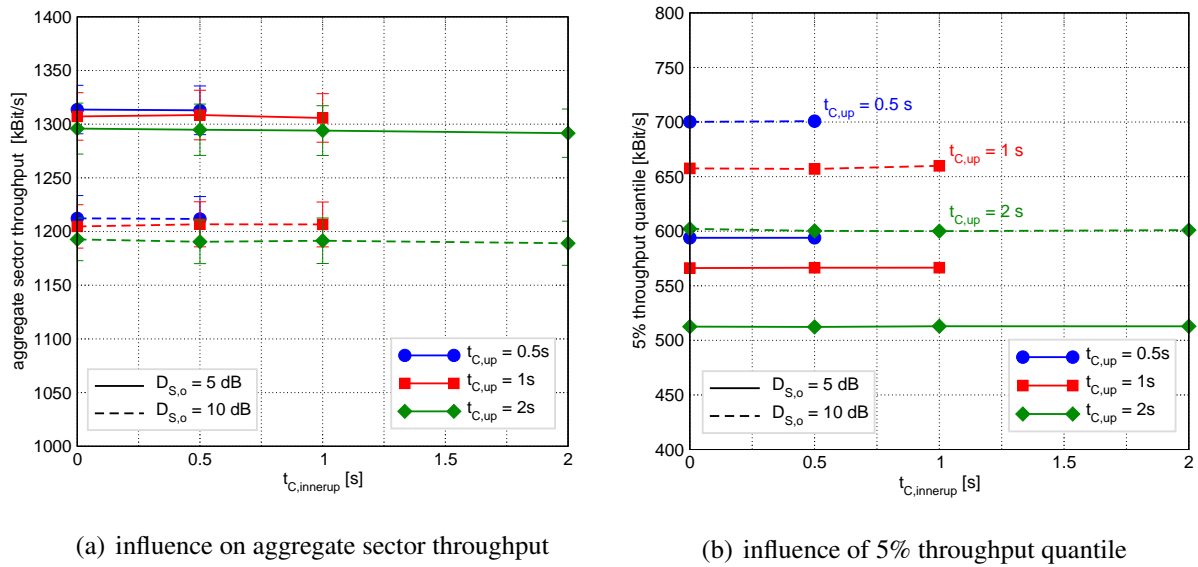 1400
1350
1300
1250
1200
1150
1100
1050
1000
aggregate sector throughput [kBit/s]
0
0.5
1
1.5
2
t_C,innerup [s]
D_S,o = 5 dB
D_S,o = 10 dB
t_C,up = 0.5s
t_C,up = 1s
t_C,up = 2s
(a) influence on aggregate sector throughput
800
750
700
650
600
550
500
450
400
5% throughput quantile [kBit/s]
0
0.5
1
1.5
2
t_C,innerup [s]
t_C,up = 0.5 s
t_C,up = 1 s
t_C,up = 2 s
D_S,o = 5 dB
D_S,o = 10 dB
t_C,up = 0.5s
t_C,up = 1s
t_C,up = 2s
(b) influence of 5% throughput quantile